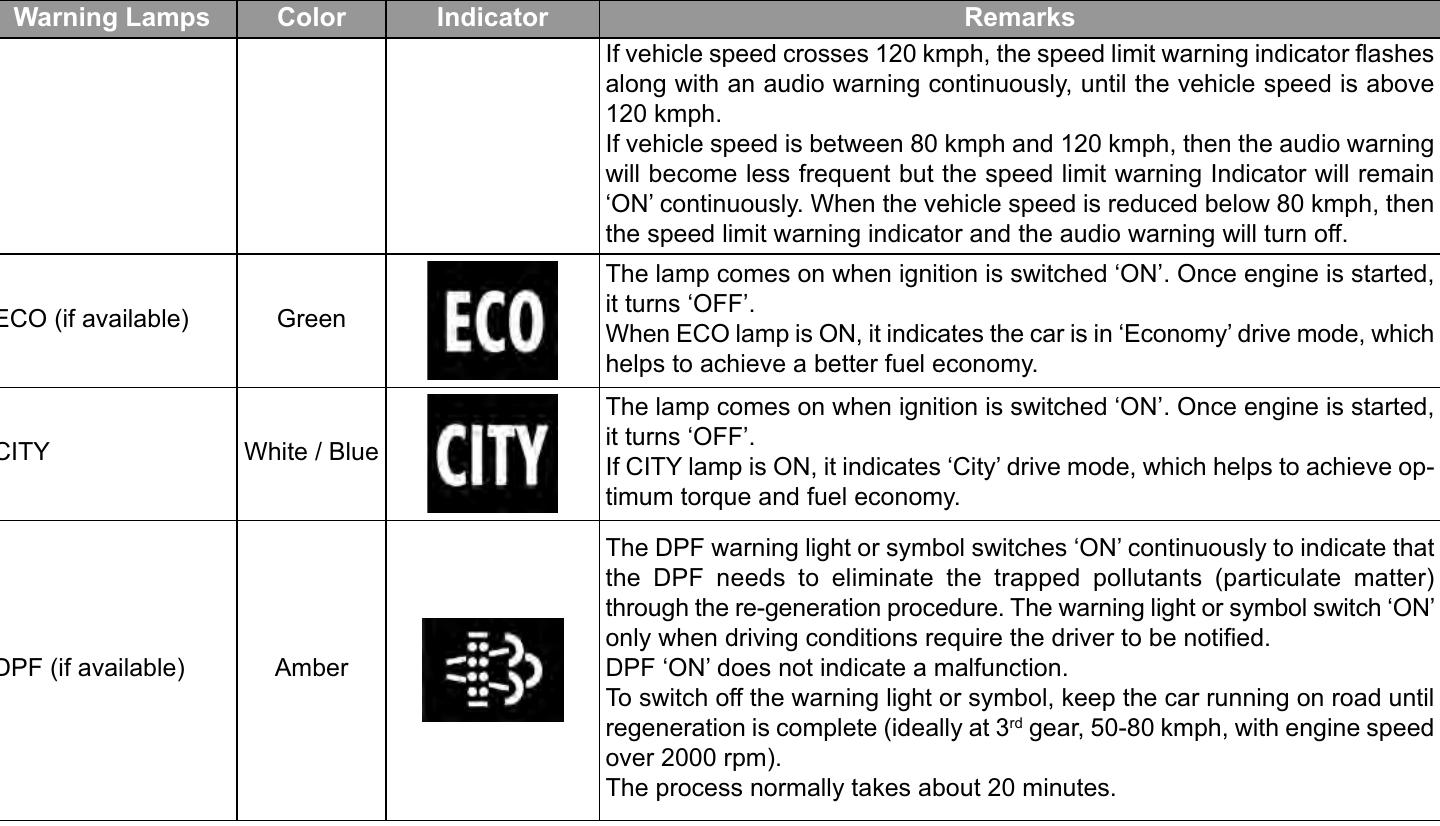 Warning Lamps Color Indicator Remarks
If vehicle speed crosses 120 kmph, the speed limit warning indicator flashes
along with an audio warning continuously, until the vehicle speed is above
120 kmph.
If vehicle speed is between 80 kmph and 120 kmph, then the audio warning
will become less frequent but the speed limit warning Indicator will remain
‘ON’ continuously. When the vehicle speed is reduced below 80 kmph, then
the speed limit warning indicator and the audio warning will turn off.
ECO (if available)
Green
ECO
The lamp comes on when ignition is switched ‘ON’. Once engine is started,
it turns ‘OFF’.
When ECO lamp is ON, it indicates the car is in ‘Economy’ drive mode, which
helps to achieve a better fuel economy.
CITY
White / Blue
CITY
The lamp comes on when ignition is switched ‘ON’. Once engine is started,
it turns ‘OFF’.
If CITY lamp is ON, it indicates ‘City’ drive mode, which helps to achieve op-
timum torque and fuel economy.
DPF (if available)
Amber
The DPF warning light or symbol switches ‘ON’ continuously to indicate that
the DPF needs to eliminate the trapped pollutants (particulate matter)
through the re-generation procedure. The warning light or symbol switch ‘ON’
only when driving conditions require the driver to be notified.
DPF ‘ON’ does not indicate a malfunction.
To switch off the warning light or symbol, keep the car running on road until
regeneration is complete (ideally at 3rd gear, 50-80 kmph, with engine speed
over 2000 rpm).
The process normally takes about 20 minutes.